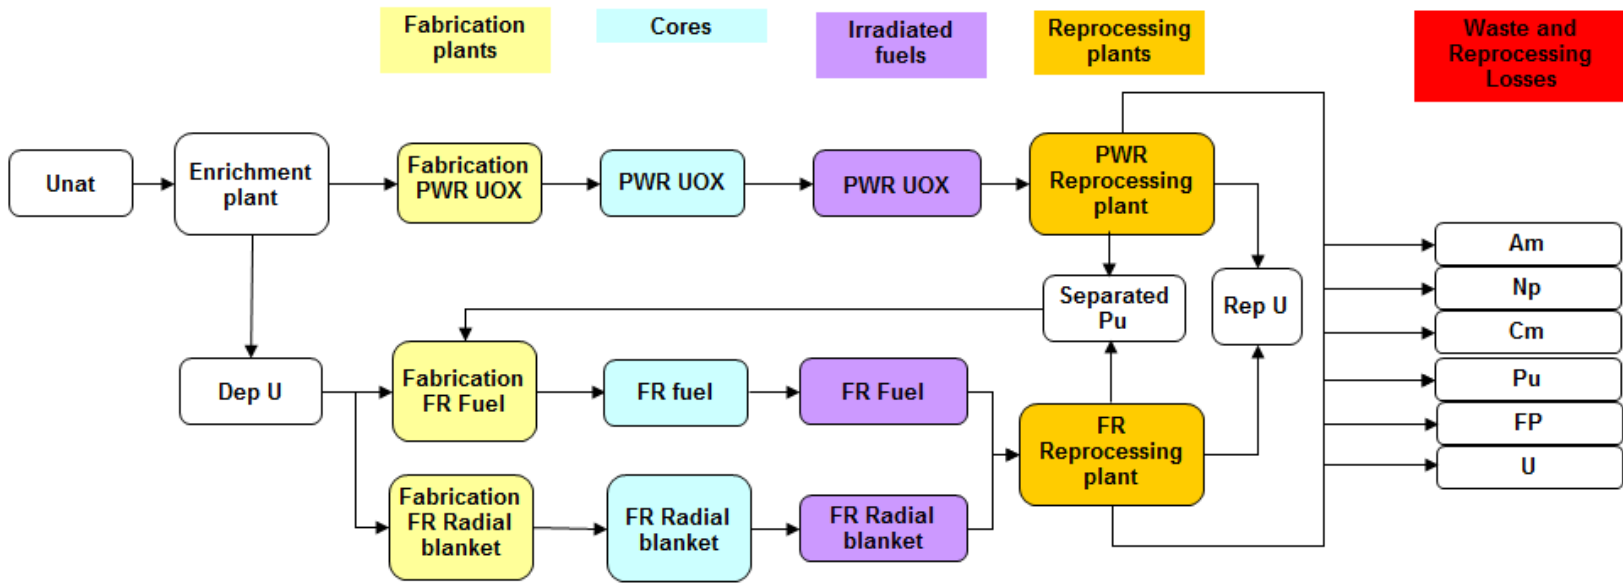 Fabrication
plants
Cores
Irradiated
fuels
Reprocessing
plants
Waste and
Reprocessing
Losses
Unat
Enrichment
plant
Fabrication
PWR UOX
PWR UOX
PWR UOX
PWR
Reprocessing
plant
Am
Np
Cm
Pu
FP
U
Separated
Pu
Rep U
Dep U
Fabrication
FR Fuel
FR fuel
FR Fuel
FR
Reprocessing
plant
Fabrication
FR Radial
blanket
FR Radial
blanket
FR Radial
blanket